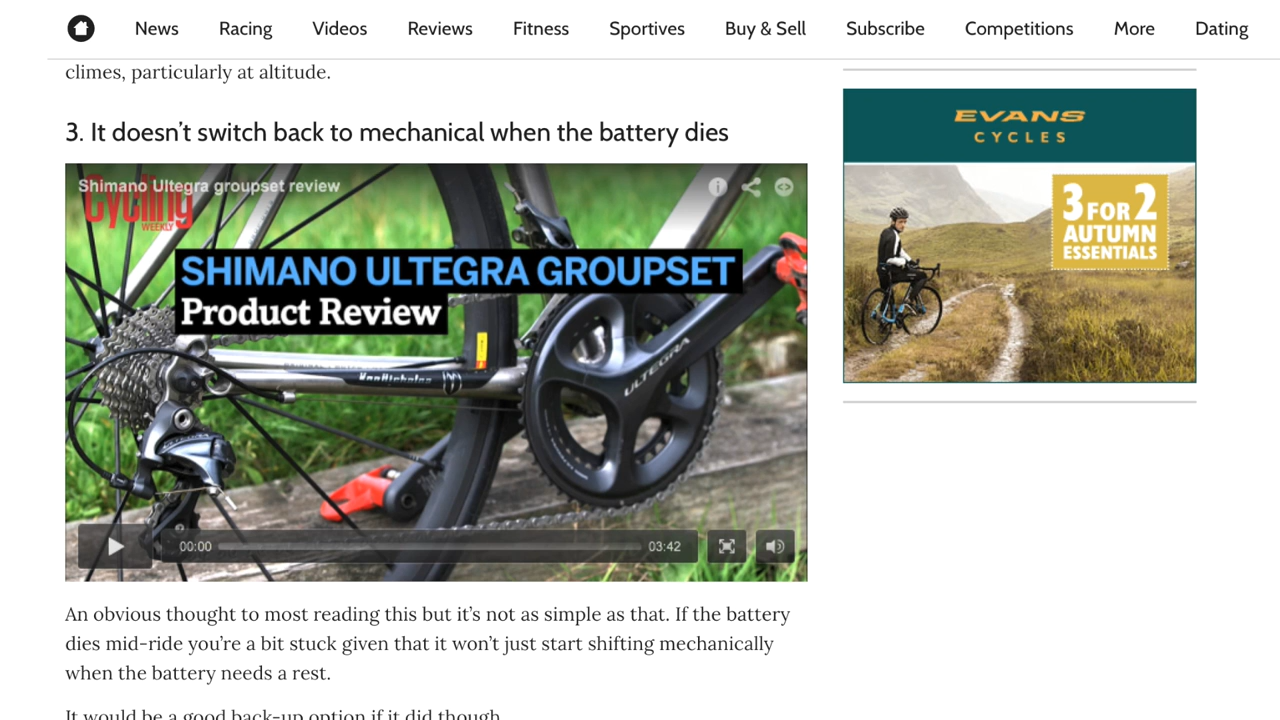 News Racing Videos Reviews Fitness Sportives Buy & Sell Subscribe Competitions More Dating
climes, particularly at altitude.
3. It doesn’t switch back to mechanical when the battery dies
Shimano Ultegra groupset review
Cycling
WEEKLY
SHIMANO ULTEGRA GROUPSET
Product Review
VanNicholas
ULTEGRA
00:00
03:42
EVANS
CYCLES
3 FOR 2
AUTUMN
ESSENTIALS
An obvious thought to most reading this but it’s not as simple as that. If the battery
dies mid-ride you’re a bit stuck given that it won’t just start shifting mechanically
when the battery needs a rest.
It would be a good back-up option if it did though.